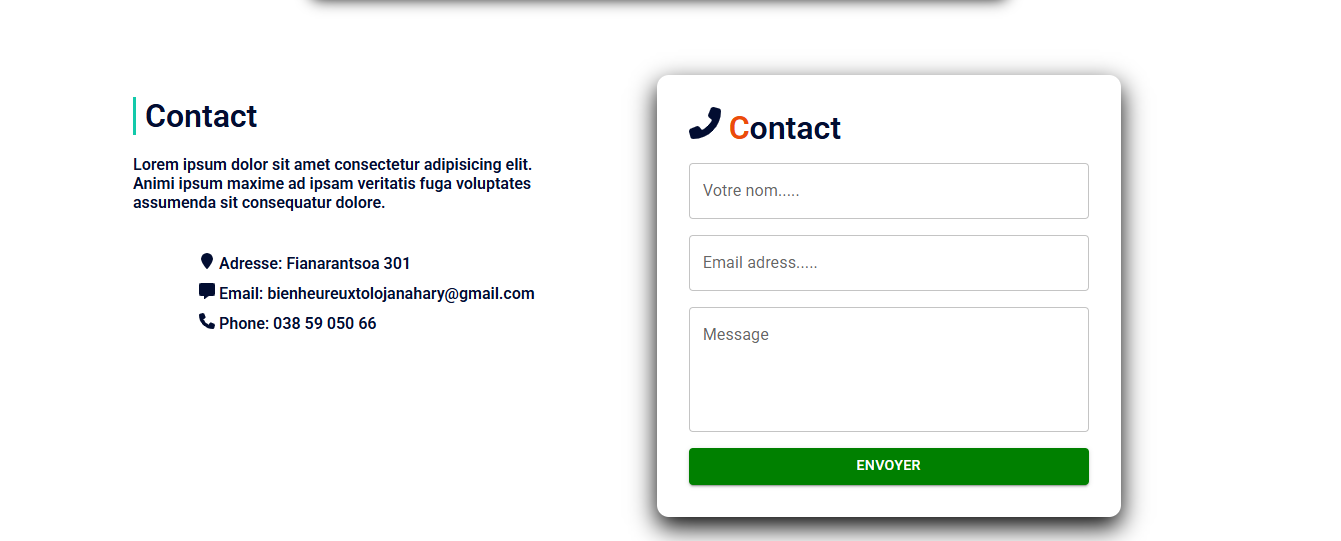 Contact
Lorem ipsum dolor sit amet consectetur adipisicing elit.
Animi ipsum maxime ad ipsam veritatis fuga voluptates
assumenda sit consequatur dolore.
Adresse: Fianarantsoa 301
Email: bienheureuxtolojanahary@gmail.com
Phone: 038 59 050 66
Contact
Votre nom.....
Email adress.....
Message
ENVOYER